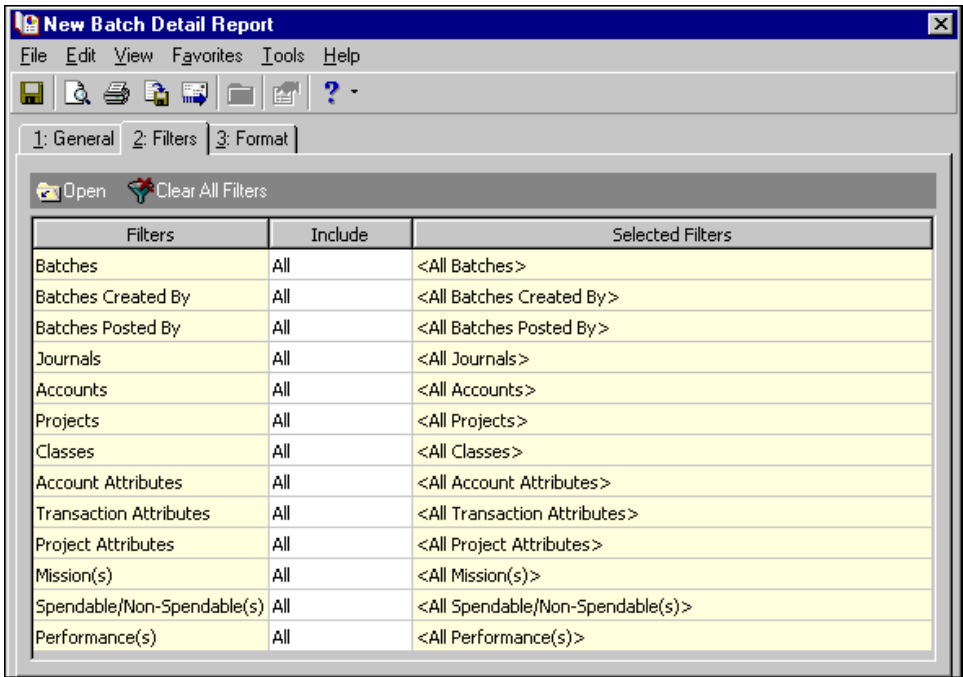 New Batch Detail Report
File Edit View Favorites Tools Help
?
1: General 2: Filters 3: Format
Open Clear All Filters
Filters Include Selected Filters
Batches All <All Batches>
Batches Created By All <All Batches Created By>
Batches Posted By All <All Batches Posted By>
Journals All <All Journals>
Accounts All <All Accounts>
Projects All <All Projects>
Classes All <All Classes>
Account Attributes All <All Account Attributes>
Transaction Attributes All <All Transaction Attributes>
Project Attributes All <All Project Attributes>
Mission(s) All <All Mission(s)>
Spendable/Non-Spendable(s) All <All Spendable/Non-Spendable(s)>
Performance(s) All <All Performance(s)>